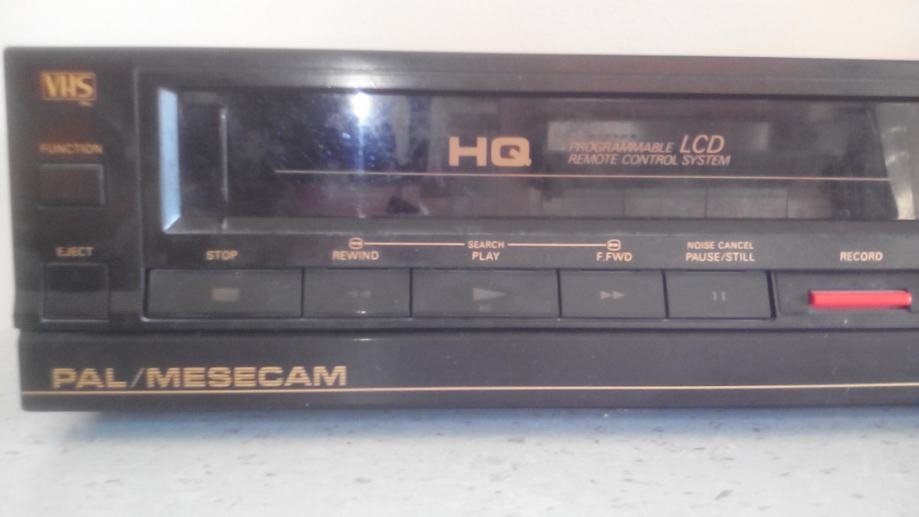 VHS
FUNCTION
EJECT
HQ
PROGRAMMABLE LCD
REMOTE CONTROL SYSTEM
STOP
REWIND
SEARCH
PLAY
F.FWD
NOISE CANCEL
PAUSE/STILL
RECORD
PAL/MESECAM